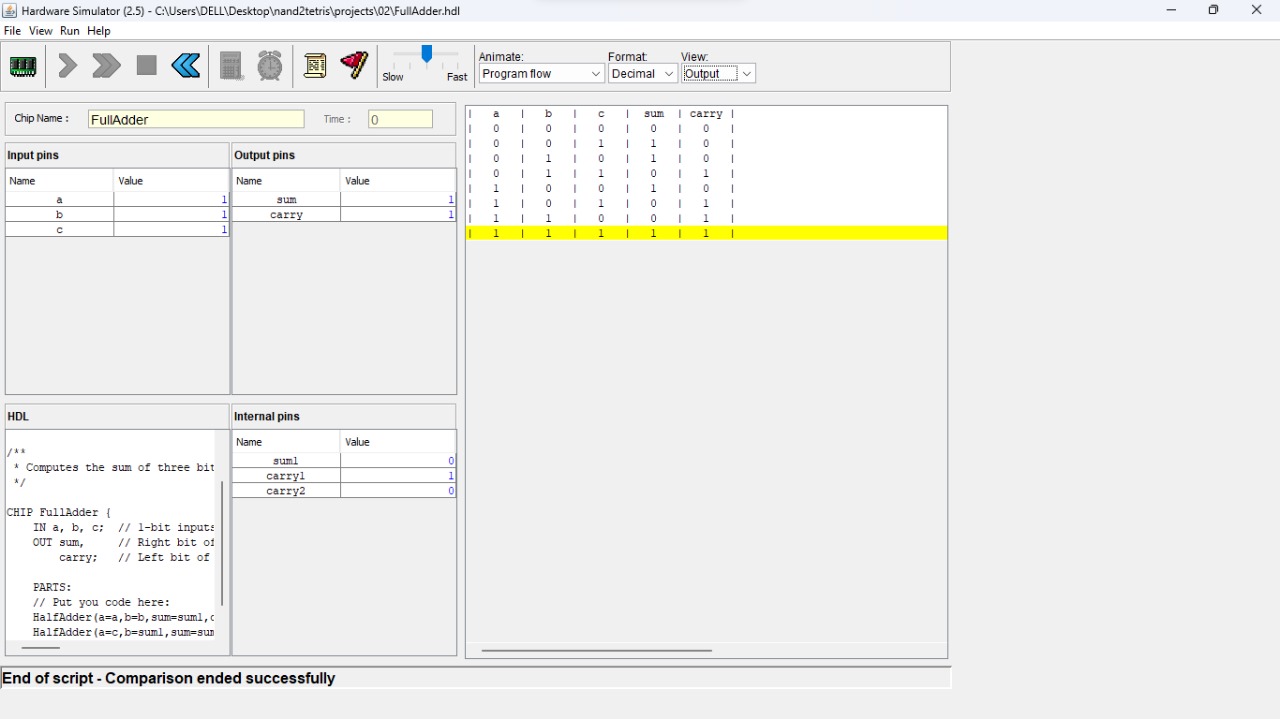 Hardware Simulator (2.5) - C:\Users\DELL\Desktop\nand2tetris\projects\02\FullAdder.hdl
File View Run Help
Slow Fast
Animate: Format: View:
Program flow Decimal Output
Chip Name : FullAdder Time : 0
Input pins
Name Value
a 1
b 1
c 1
Output pins
Name Value
sum 1
carry 1
| a | b | c | sum | carry |
| 0 | 0 | 0 | 0 | 0 |
| 0 | 0 | 1 | 1 | 0 |
| 0 | 1 | 0 | 1 | 0 |
| 0 | 1 | 1 | 0 | 1 |
| 1 | 0 | 0 | 1 | 0 |
| 1 | 0 | 1 | 0 | 1 |
| 1 | 1 | 0 | 0 | 1 |
| 1 | 1 | 1 | 1 | 1 |
HDL
/**
* Computes the sum of three bit
*/
CHIP FullAdder {
IN a, b, c; // 1-bit inputs
OUT sum, // Right bit of
carry; // Left bit of
PARTS:
// Put you code here:
HalfAdder(a=a,b=b,sum=sum1,c
HalfAdder(a=c,b=sum1,sum=sum
Internal pins
Name Value
sum1 0
carry1 1
carry2 0
End of script - Comparison ended successfully